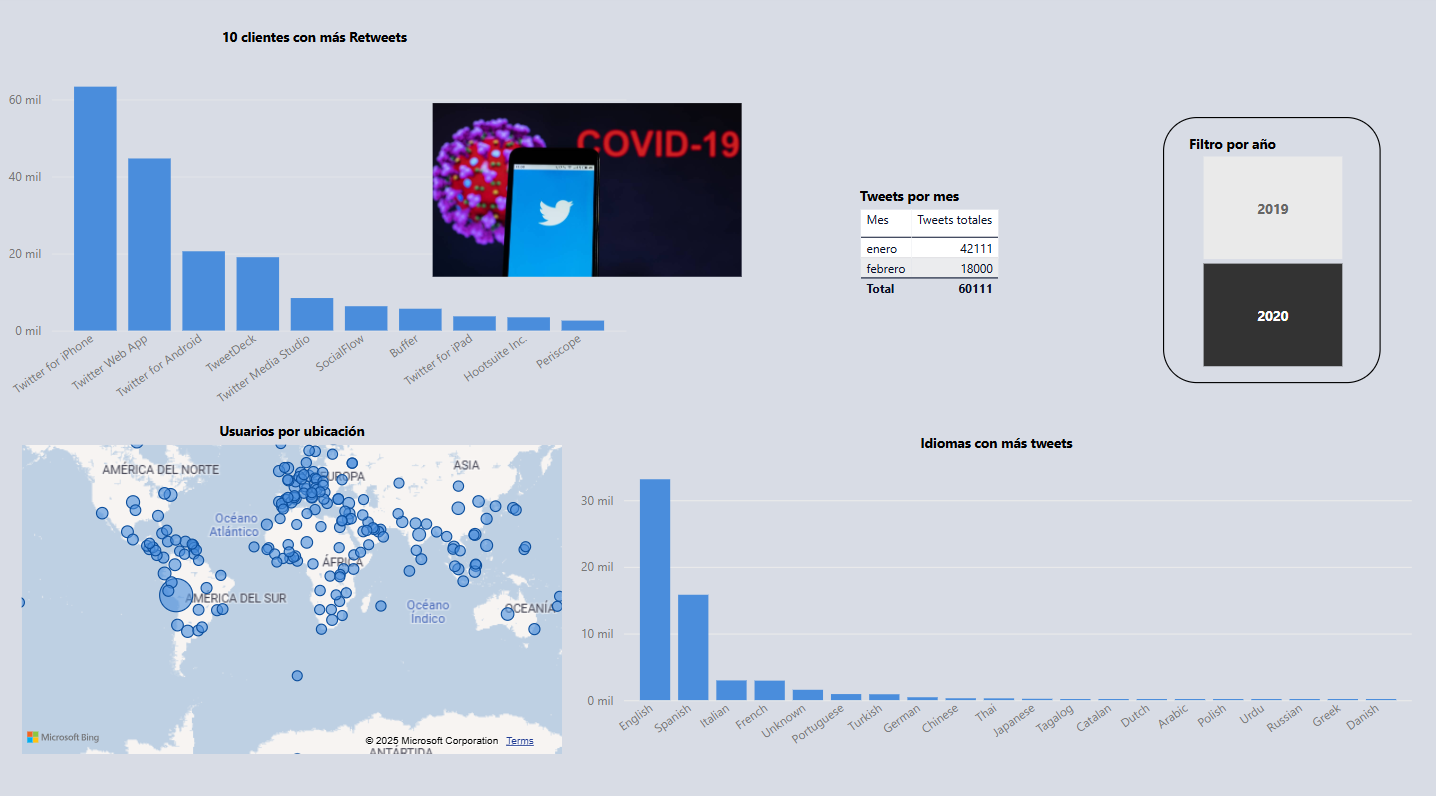 10 clientes con más Retweets
60 mil
40 mil
20 mil
0 mil
Twitter for iPhone
Twitter Web App
Twitter for Android
TweetDeck
Twitter Media Studio
SocialFlow
Buffer
Twitter for iPad
Hootsuite Inc.
Periscope
COVID-19
Tweets por mes
Mes Tweets totales
enero 42111
febrero 18000
Total 60111
Filtro por año
2019
2020
Usuarios por ubicación
AMÉRICA DEL NORTE
EUROPA
ASIA
Océano
Atlántico
ÁFRICA
AMÉRICA DEL SUR
Océano
Índico
OCEANÍA
Microsoft Bing
© 2025 Microsoft Corporation Terms
ANTÁRTIDA
Idiomas con más tweets
30 mil
20 mil
10 mil
0 mil
English
Spanish
Italian
French
Unknown
Portuguese
Turkish
German
Chinese
Thai
Japanese
Tagalog
Catalan
Dutch
Arabic
Polish
Urdu
Russian
Greek
Danish